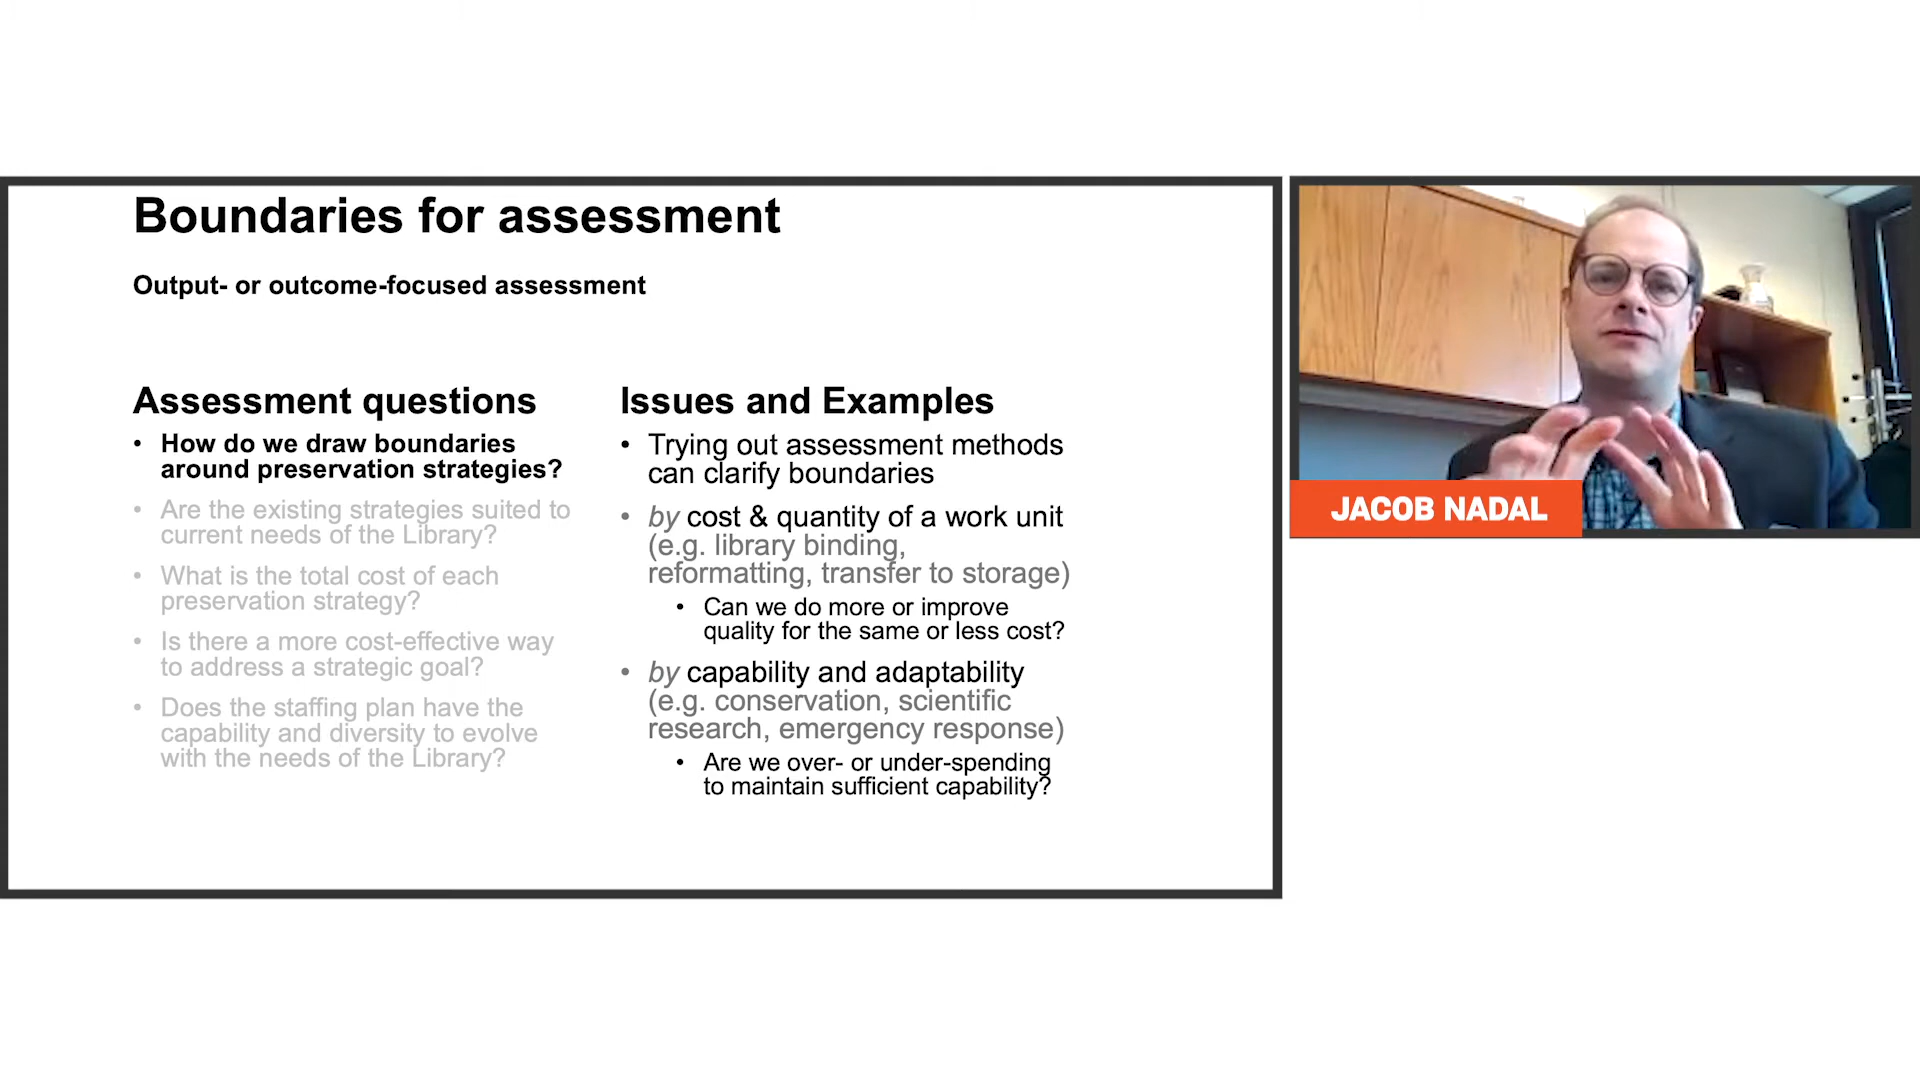 Boundaries for assessment
Output- or outcome-focused assessment
Assessment questions
• How do we draw boundaries
around preservation strategies?
• Are the existing strategies suited to
current needs of the Library?
• What is the total cost of each
preservation strategy?
• Is there a more cost-effective way
to address a strategic goal?
• Does the staffing plan have the
capability and diversity to evolve
with the needs of the Library?
Issues and Examples
• Trying out assessment methods
can clarify boundaries
• by cost & quantity of a work unit
(e.g. library binding,
reformatting, transfer to storage)
• Can we do more or improve
quality for the same or less cost?
• by capability and adaptability
(e.g. conservation, scientific
research, emergency response)
• Are we over- or under-spending
to maintain sufficient capability?
JACOB NADAL